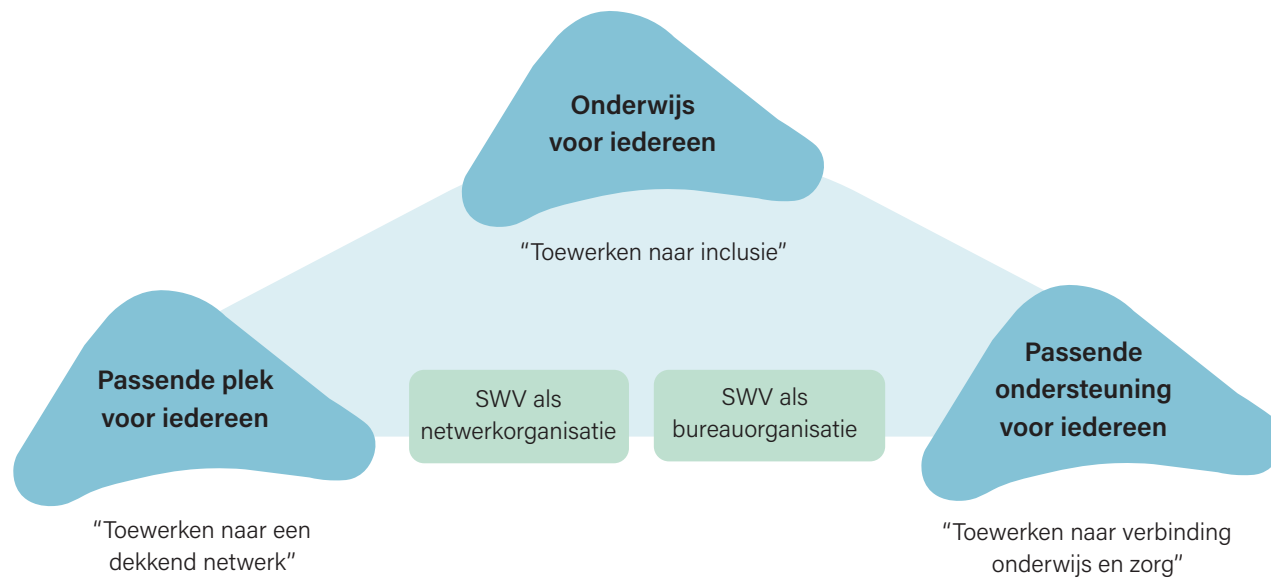 Onderwijs
voor iedereen
“Toewerken naar inclusie”
Passende plek
voor iedereen
SWV als
netwerkorganisatie
SWV als
bureauorganisatie
Passende
ondersteuning
voor iedereen
“Toewerken naar een
dekkend netwerk”
“Toewerken naar verbinding
onderwijs en zorg”